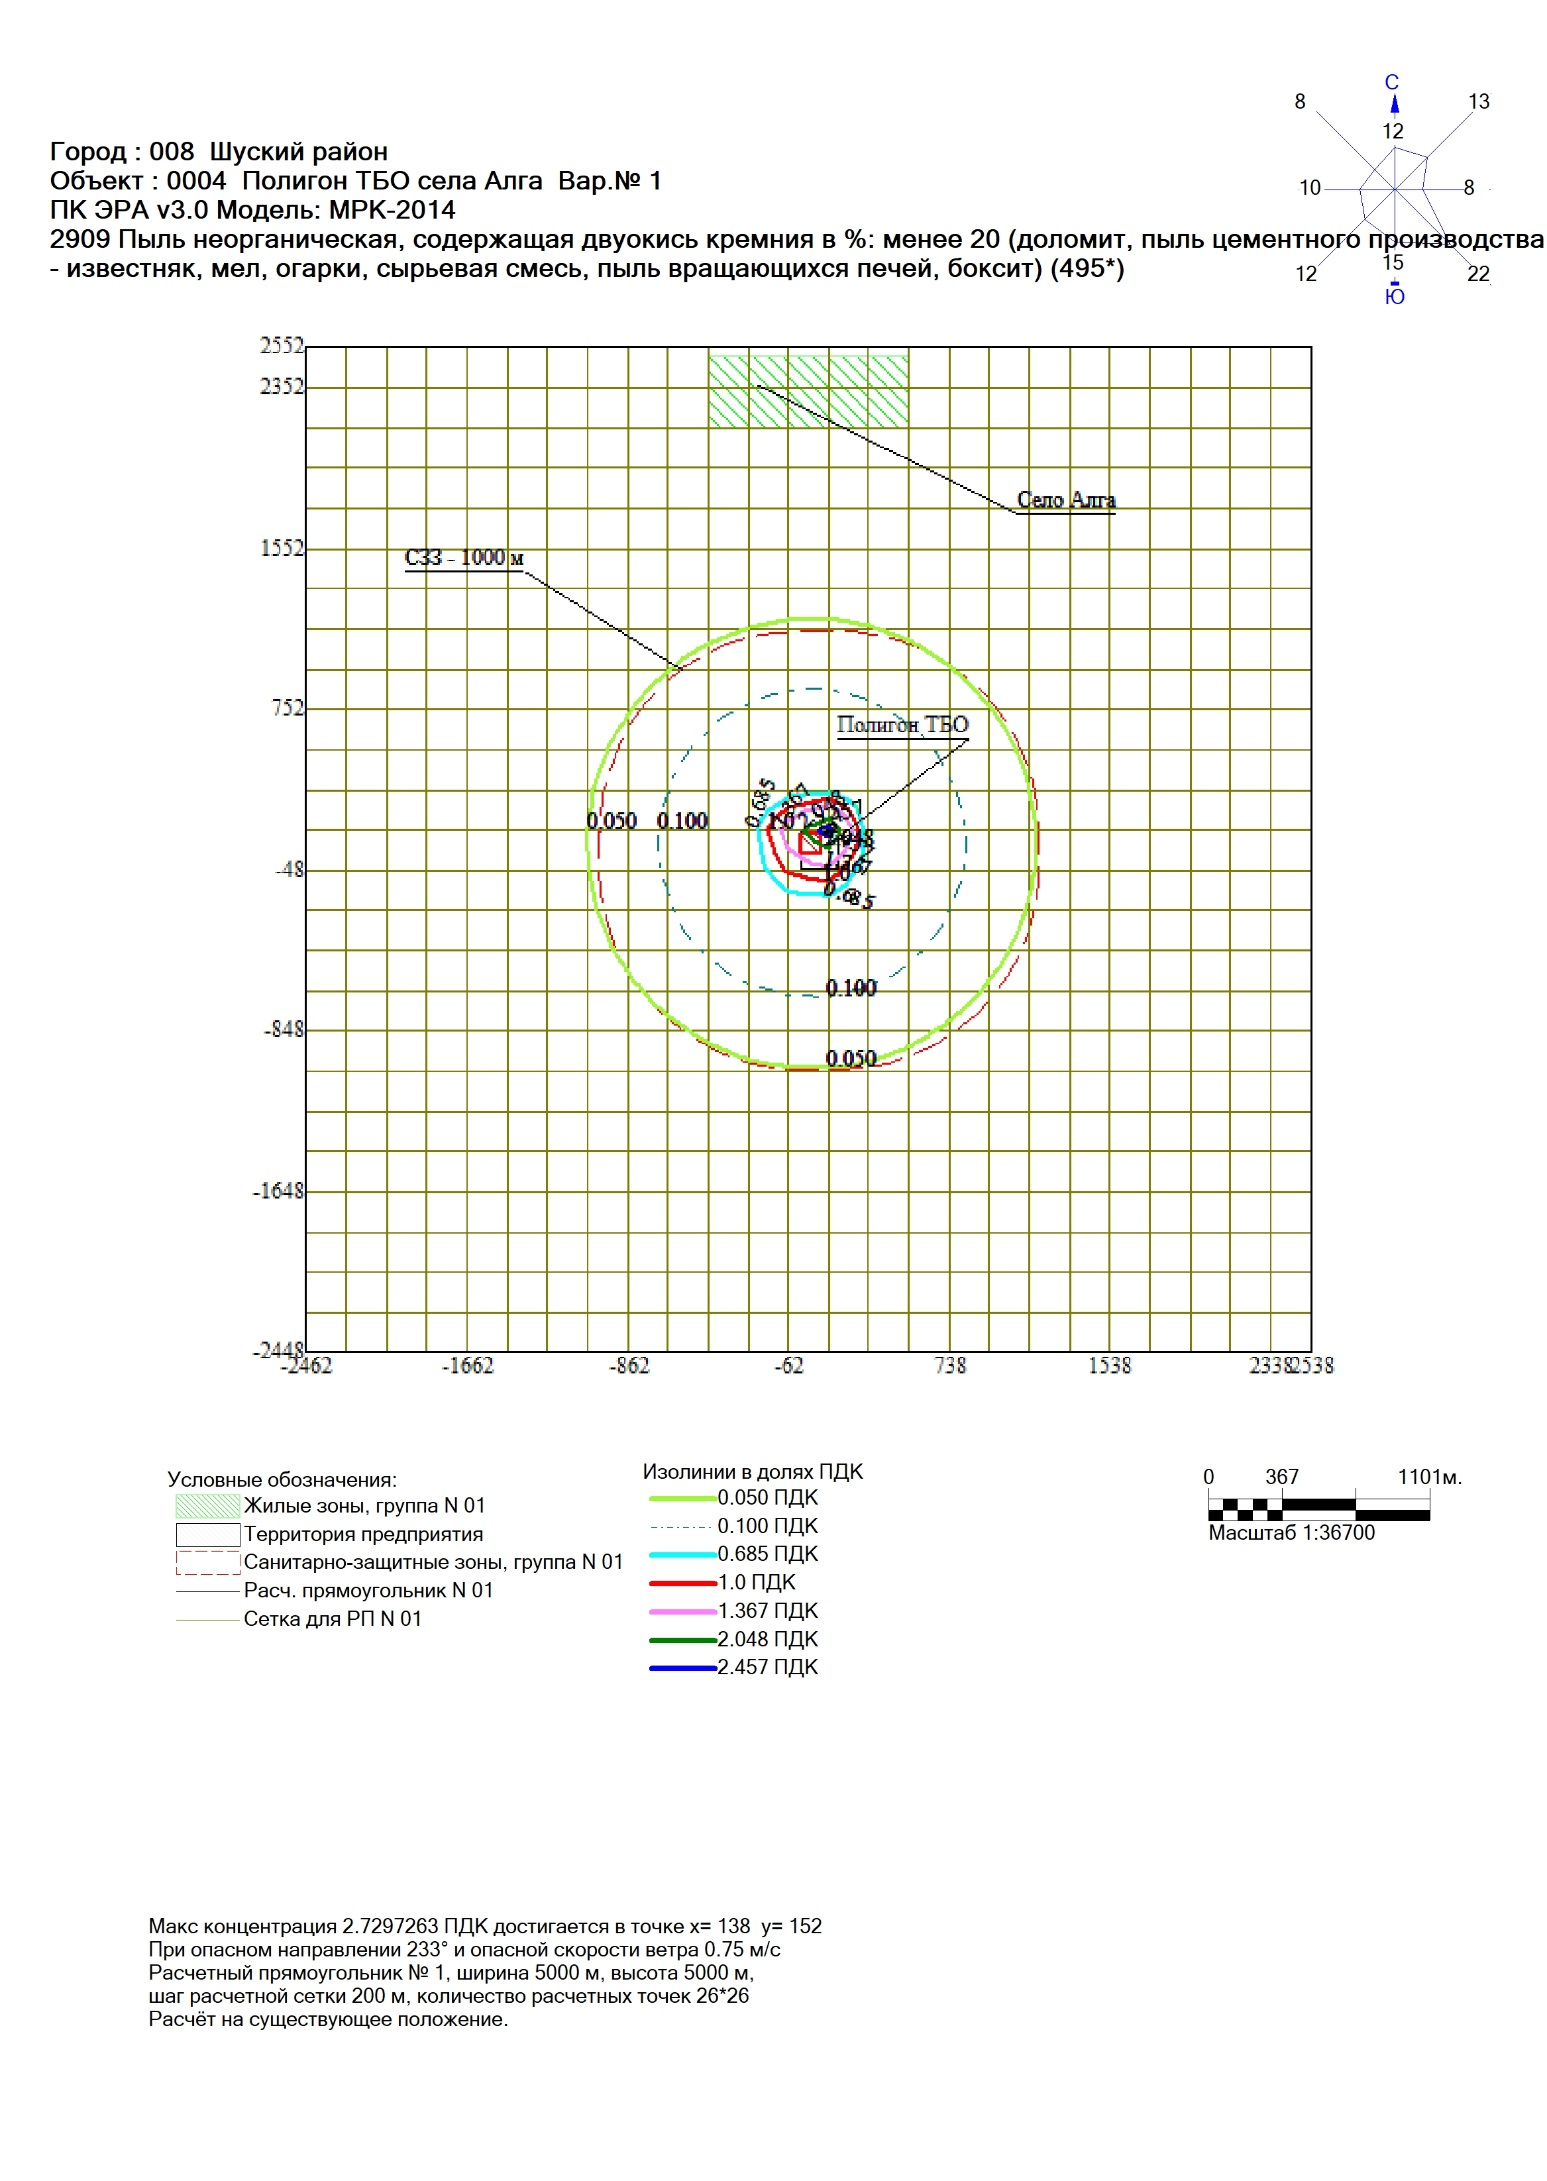 С
8
13
12
10
8
12
15
22
Ю
Город : 008 Шуский район
Объект : 0004 Полигон ТБО села Алга Вар.№ 1
ПК ЭРА v3.0 Модель: МРК-2014
2909 Пыль неорганическая, содержащая двуокись кремния в %: менее 20 (доломит, пыль цементного производства
- известняк, мел, огарки, сырьевая смесь, пыль вращающихся печей, боксит) (495*)
2552
2352
Село Алга
1552
СЗЗ - 1000 м
752
Полигон ТБО
0.685
0.050
0.100
-48
0.685
0.100
-848
0.050
-1648
-2448
-2462
-1662
-862
-62
738
1538
2338
2538
Условные обозначения:
Жилые зоны, группа N 01
Территория предприятия
Санитарно-защитные зоны, группа N 01
Расч. прямоугольник N 01
Сетка для РП N 01
Изолинии в долях ПДК
0.050 ПДК
0.100 ПДК
0.685 ПДК
1.0 ПДК
1.367 ПДК
2.048 ПДК
2.457 ПДК
0
367
1101м.
Масштаб 1:36700
Макс концентрация 2.7297263 ПДК достигается в точке x= 138 y= 152
При опасном направлении 233° и опасной скорости ветра 0.75 м/с
Расчетный прямоугольник № 1, ширина 5000 м, высота 5000 м,
шаг расчетной сетки 200 м, количество расчетных точек 26*26
Расчёт на существующее положение.